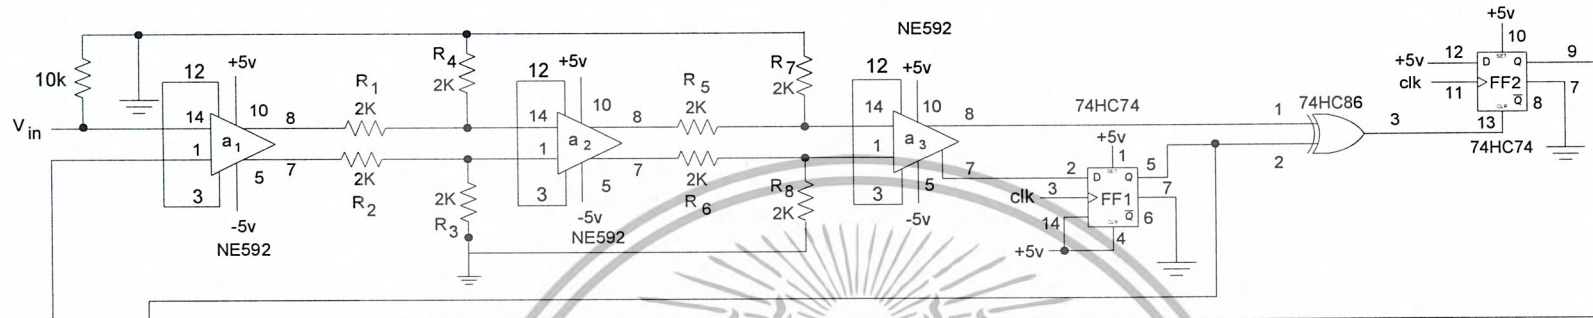 NE592
+5v
10
+5v 12 D SET Q 9
clk 11 FF2 7
CLR Q 8
13
74HC74
10k
12 +5v
R4
2K
12 +5v
R7
2K
12 +5v
V in
14 a1 10 8
1 7
3 5
-5v
NE592
R1
2K
2K
R2
2K
R3
14 a2 10 8
1 7
3 5
-5v
NE592
R5
2K
2K
R6
R8
2K
14 a3 10 8
1 7
3 5
-5v
74HC74
+5v
1
2 D SET Q 5
clk 3 FF1 7
14 CLR Q 6
+5v 4
1 74HC86
2 3